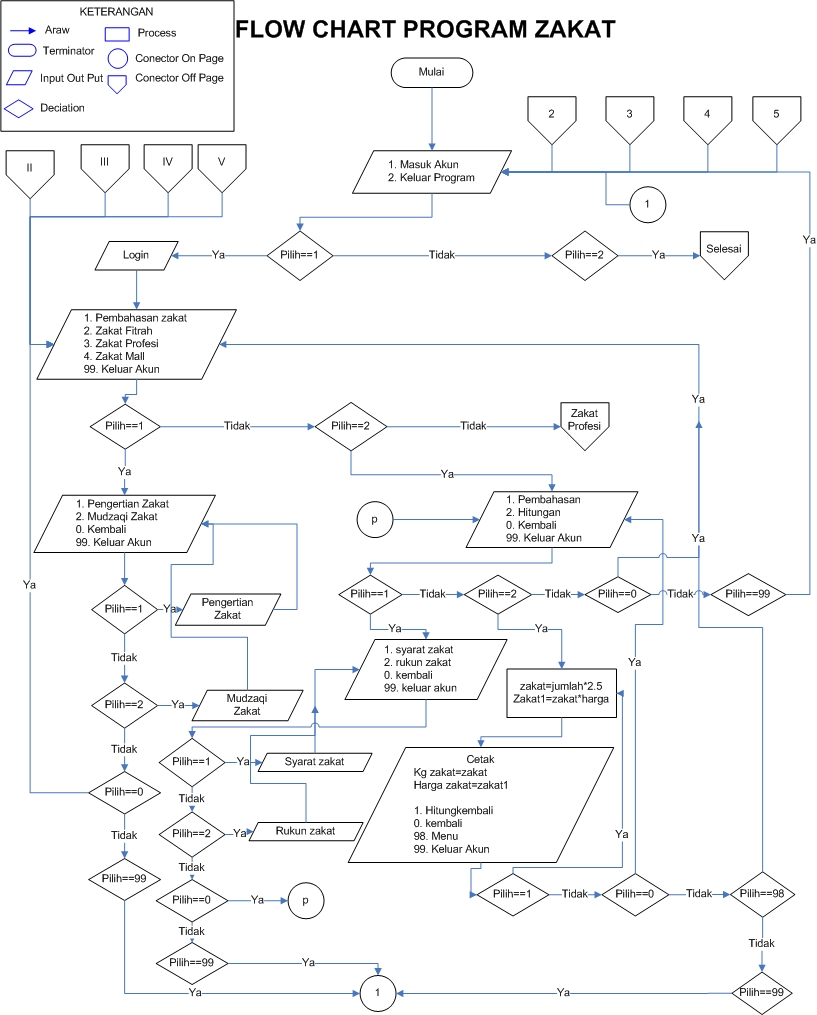 KETERANGAN
Araw
Process
Terminator
Conector On Page
Input Out Put
Conector Off Page
Deciation
FLOW CHART PROGRAM ZAKAT
Mulai
2
3
4
5
II
III
IV
V
1. Masuk Akun
2. Keluar Program
1
Ya
Login
Ya
Pilih==1
Tidak
Pilih==2
Ya
Selesai
1. Pembahasan zakat
2. Zakat Fitrah
3. Zakat Profesi
4. Zakat Mall
99. Keluar Akun
Ya
Pilih==1
Tidak
Pilih==2
Tidak
Zakat
Profesi
Ya
Ya
1. Pengertian Zakat
2. Mudzaqi Zakat
0. Kembali
99. Keluar Akun
p
1. Pembahasan
2. Hitungan
0. Kembali
99. Keluar Akun
Ya
Ya
Pilih==1
Ya
Pengertian
Zakat
Pilih==1
Tidak
Pilih==2
Tidak
Pilih==0
Tidak
Pilih==99
Ya
Ya
Tidak
1. syarat zakat
2. rukun zakat
0. kembali
99. keluar akun
Ya
zakat=jumlah*2.5
Zakat1=zakat*harga
Pilih==2
Ya
Mudzaqi
Zakat
Tidak
Pilih==1
Ya
Syarat zakat
Cetak
Kg zakat=zakat
Harga zakat=zakat1
1. Hitungkembali
0. kembali
98. Menu
99. Keluar Akun
Pilih==0
Tidak
Tidak
Pilih==2
Ya
Rukun zakat
Ya
Tidak
Pilih==99
Pilih==0
Ya
p
Pilih==1
Tidak
Pilih==0
Tidak
Pilih==98
Tidak
Tidak
Pilih==99
Ya
Ya
1
Ya
Pilih==99